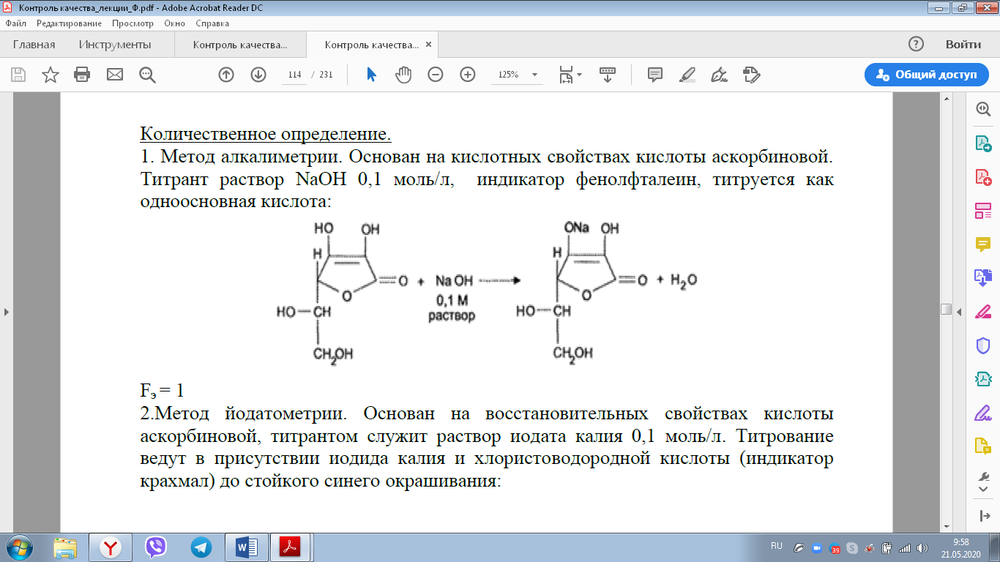 Контроль качества_лекции_Ф.pdf - Adobe Acrobat Reader DC
Файл Редактирование Просмотр Окно Справка
Главная Инструменты Контроль качества... Контроль качества... ×
Войти
114 / 231 125% Общий доступ
Количественное определение.
1. Метод алкалиметрии. Основан на кислотных свойствах кислоты аскорбиновой.
Титрант раствор NaOH 0,1 моль/л, индикатор фенолфталеин, титруется как
одноосновная кислота:
HO OH ONa OH
H H
O + Na OH O + H2O
O 0,1 M O
раствор
HO—CH HO—CH
CH2OH CH2OH
Fэ = 1
2.Метод йодатометрии. Основан на восстановительных свойствах кислоты
аскорбиновой, титрантом служит раствор иодата калия 0,1 моль/л. Титрование
ведут в присутствии иодида калия и хлористоводородной кислоты (индикатор
крахмал) до стойкого синего окрашивания:
RU 39 9:58
21.05.2020